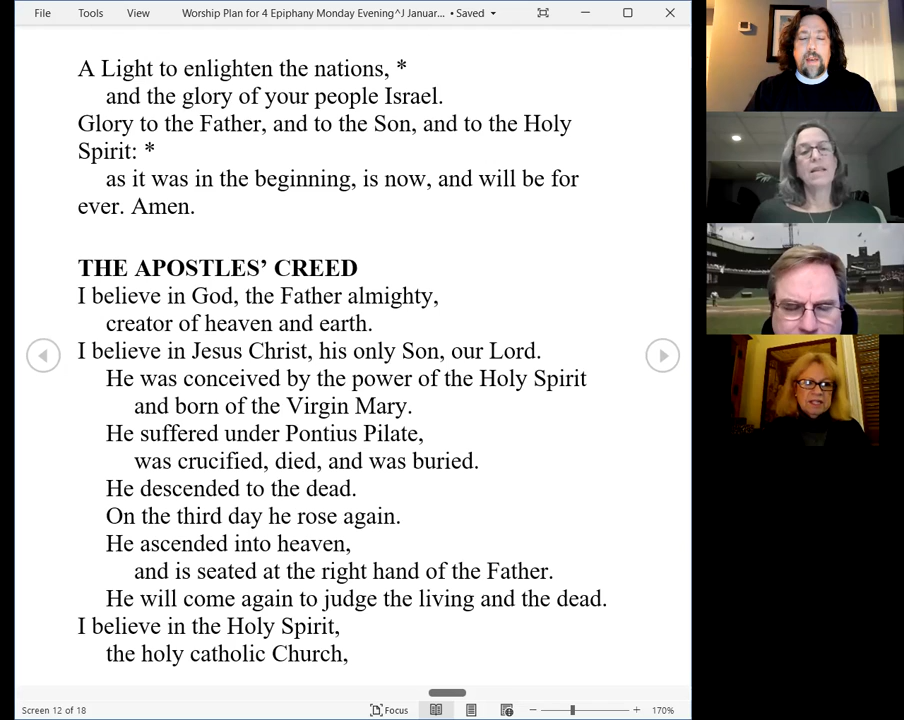 File Tools View Worship Plan for 4 Epiphany Monday Evening^J Januar... • Saved
A Light to enlighten the nations, *
and the glory of your people Israel.
Glory to the Father, and to the Son, and to the Holy
Spirit: *
as it was in the beginning, is now, and will be for
ever. Amen.
THE APOSTLES’ CREED
I believe in God, the Father almighty,
creator of heaven and earth.
I believe in Jesus Christ, his only Son, our Lord.
He was conceived by the power of the Holy Spirit
and born of the Virgin Mary.
He suffered under Pontius Pilate,
was crucified, died, and was buried.
He descended to the dead.
On the third day he rose again.
He ascended into heaven,
and is seated at the right hand of the Father.
He will come again to judge the living and the dead.
I believe in the Holy Spirit,
the holy catholic Church,
Screen 12 of 18 Focus 170%